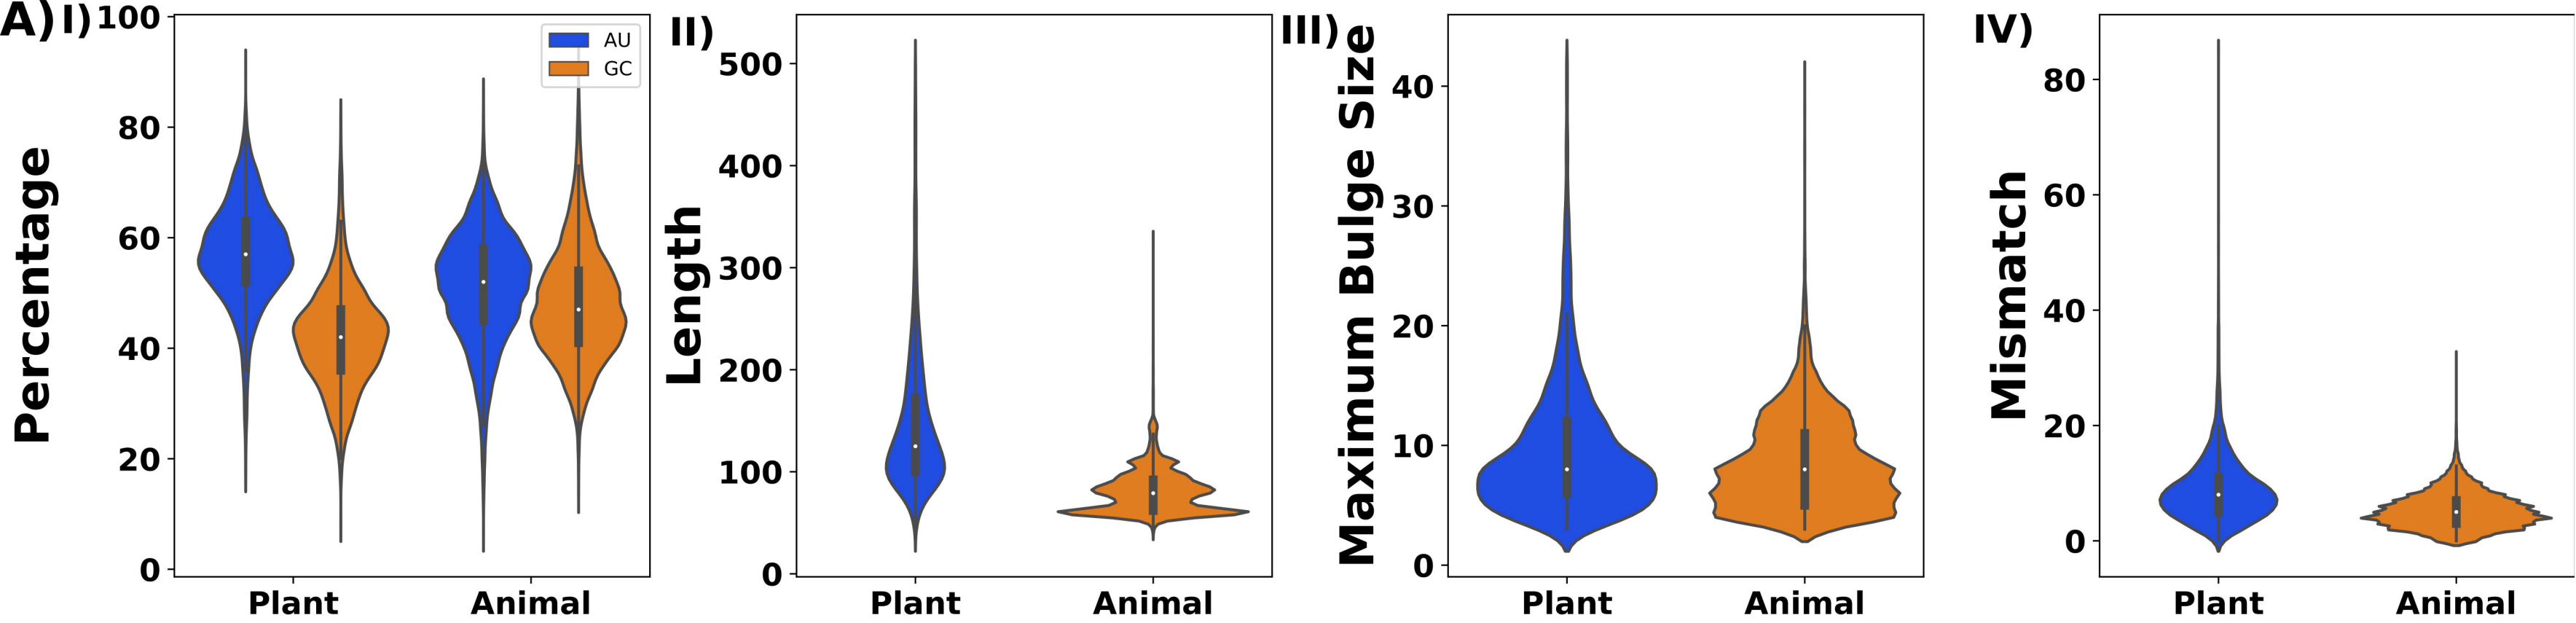 A) I)
Percentage
100
80
60
40
20
0
AU
GC
Plant Animal
II)
Length
500
400
300
200
100
0
Plant Animal
III)
Maximum Bulge Size
40
30
20
10
0
Plant Animal
IV)
Mismatch
80
60
40
20
0
Plant Animal